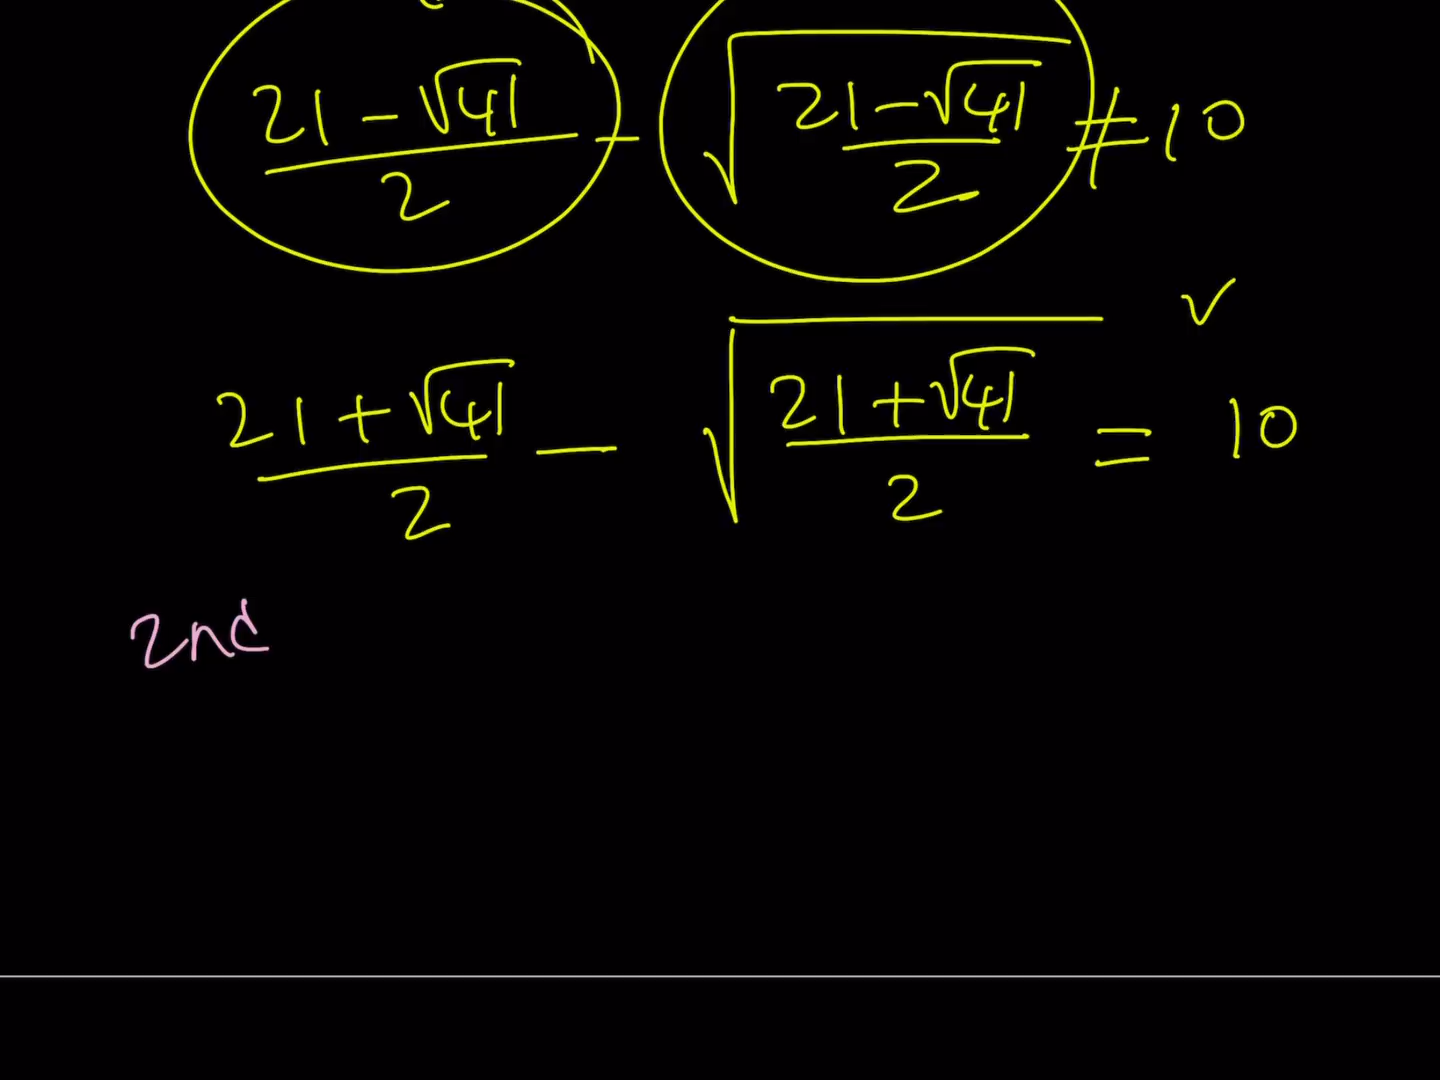 (21-√41)/2 - √((21-√41)/2) ≠ 10
✓
(21+√41)/2 - √((21+√41)/2) = 10
2nd